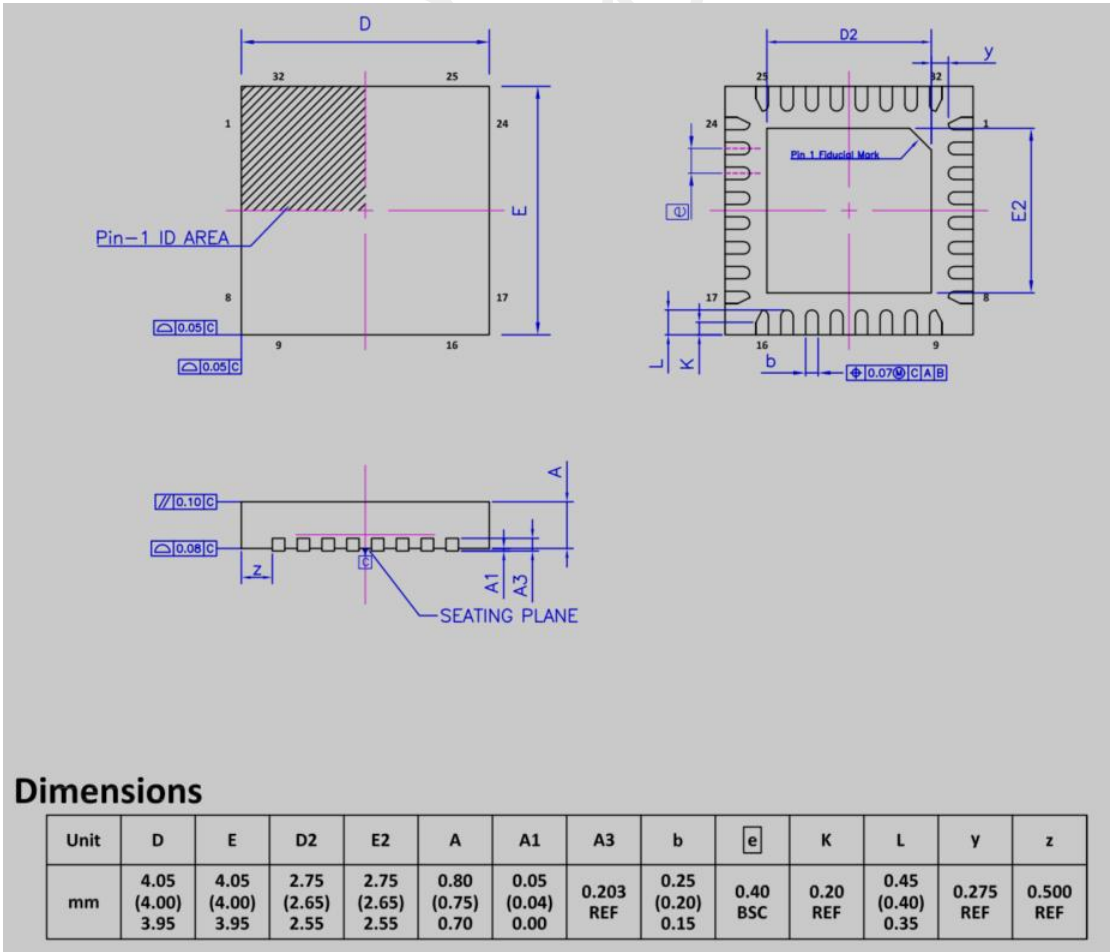 D
32 25
1 24
E
Pin-1 ID AREA
8 17
0.05 C
9 16
0.05 C
D2
y
25 32
24 1
Pin 1 Fiducial Mark
e
E2
17 8
L K
16 9
b
0.07 Ⓜ C A B
// 0.10 C
A
0.08 C
z
C
A1 A3
SEATING PLANE
Dimensions
Unit D E D2 E2 A A1 A3 b e K L y z
4.05 4.05 2.75 2.75 0.80 0.05 0.25 0.45
mm (4.00) (4.00) (2.65) (2.65) (0.75) (0.04) 0.203 REF (0.20) 0.40 BSC 0.20 REF (0.40) 0.275 REF 0.500 REF
3.95 3.95 2.55 2.55 0.70 0.00 0.15 0.35